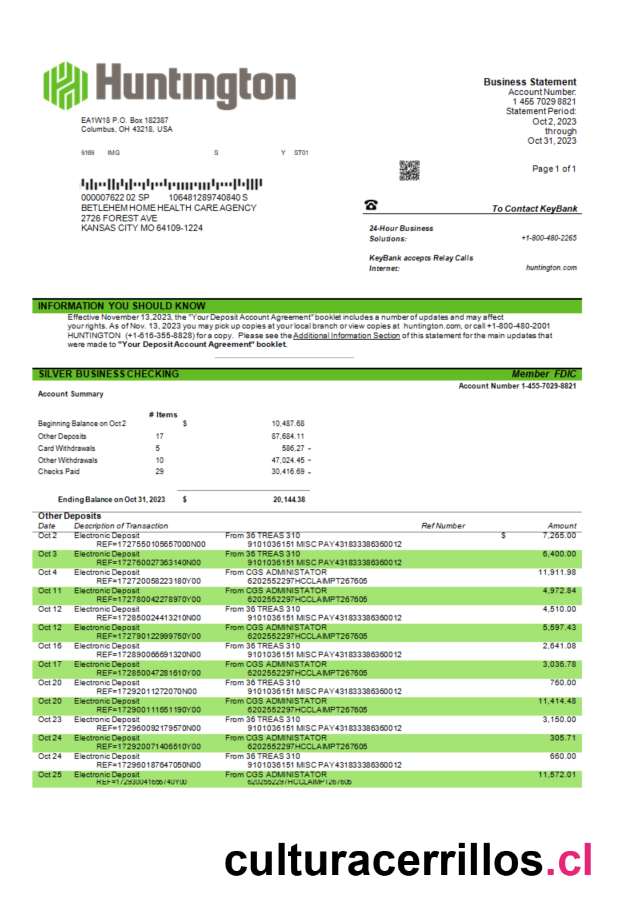 Huntington
Business Statement
Account Number:
1 455 7029 8821
Statement Period:
Oct 2, 2023
through
Oct 31, 2023
EA1W18 P.O. Box 182387
Columbus, OH 43218, USA
5169 IMG S Y ST01
Page 1 of 1
000007622 02 SP 106481289740840 S
BETLEHEM HOME HEALTH CARE AGENCY
2726 FOREST AVE
KANSAS CITY MO 64109-1224
To Contact KeyBank
24-Hour Business
Solutions: +1-800-480-2265
KeyBank accepts Relay Calls
Internet: huntington.com
INFORMATION YOU SHOULD KNOW
Effective November 13,2023, the "Your Deposit Account Agreement" booklet includes a number of updates and may affect
your rights. As of Nov. 13, 2023 you may pick up copies at your local branch or view copies at huntington.com, or call +1-800-480-2001
HUNTINGTON (+1-616-355-8828) for a copy. Please see the Additional Information Section of this statement for the main updates that
were made to "Your Deposit Account Agreement" booklet.
SILVER BUSINESS CHECKING Member FDIC
Account Number 1-455-7029-8821
Account Summary
# Items
Beginning Balance on Oct 2 $ 10,487.68
Other Deposits 17 87,684.11
Card Withdrawals 5 586.27 -
Other Withdrawals 10 47,024.45 -
Checks Paid 29 30,416.69 -
Ending Balance on Oct 31, 2023 $ 20,144.38
Other Deposits
Date Description of Transaction Ref Number Amount
Oct 2 Electronic Deposit From 36 TREAS 310 $ 7,265.00
REF=1727550105657000N00 9101036151 MISC PAY431833386360012
Oct 3 Electronic Deposit From 36 TREAS 310 6,400.00
REF=172760027363140N00 9101036151 MISC PAY431833386360012
Oct 4 Electronic Deposit From CGS ADMINISTATOR 11,911.98
REF=172720058223180Y00 6202552297HCCLAIMPT267605
Oct 11 Electronic Deposit From CGS ADMINISTATOR 4,972.84
REF=172780042278970Y00 6202552297HCCLAIMPT267605
Oct 12 Electronic Deposit From 36 TREAS 310 4,510.00
REF=172850024413210N00 9101036151 MISC PAY431833386360012
Oct 12 Electronic Deposit From CGS ADMINISTATOR 5,597.43
REF=172790122999750Y00 6202552297HCCLAIMPT267605
Oct 16 Electronic Deposit From 36 TREAS 310 2,641.08
REF=172890065691320N00 9101036151 MISC PAY431833386360012
Oct 17 Electronic Deposit From CGS ADMINISTATOR 3,036.78
REF=172850047281610Y00 6202552297HCCLAIMPT267605
Oct 20 Electronic Deposit From 36 TREAS 310 760.00
REF=17292011272070N00 9101036151 MISC PAY431833386360012
Oct 20 Electronic Deposit From CGS ADMINISTATOR 11,414.48
REF=172900111651190Y00 6202552297HCCLAIMPT267605
Oct 23 Electronic Deposit From 36 TREAS 310 3,150.00
REF=172960092179570N00 9101036151 MISC PAY431833386360012
Oct 24 Electronic Deposit From CGS ADMINISTATOR 305.71
REF=172920071406510Y00 6202552297HCCLAIMPT267605
Oct 24 Electronic Deposit From 36 TREAS 310 660.00
REF=172960187647050N00 9101036151 MISC PAY431833386360012
Oct 25 Electronic Deposit From CGS ADMINISTATOR 11,572.01
REF=172930041656740Y00 6202552297HCCLAIMPT267605
culturacerrillos.cl